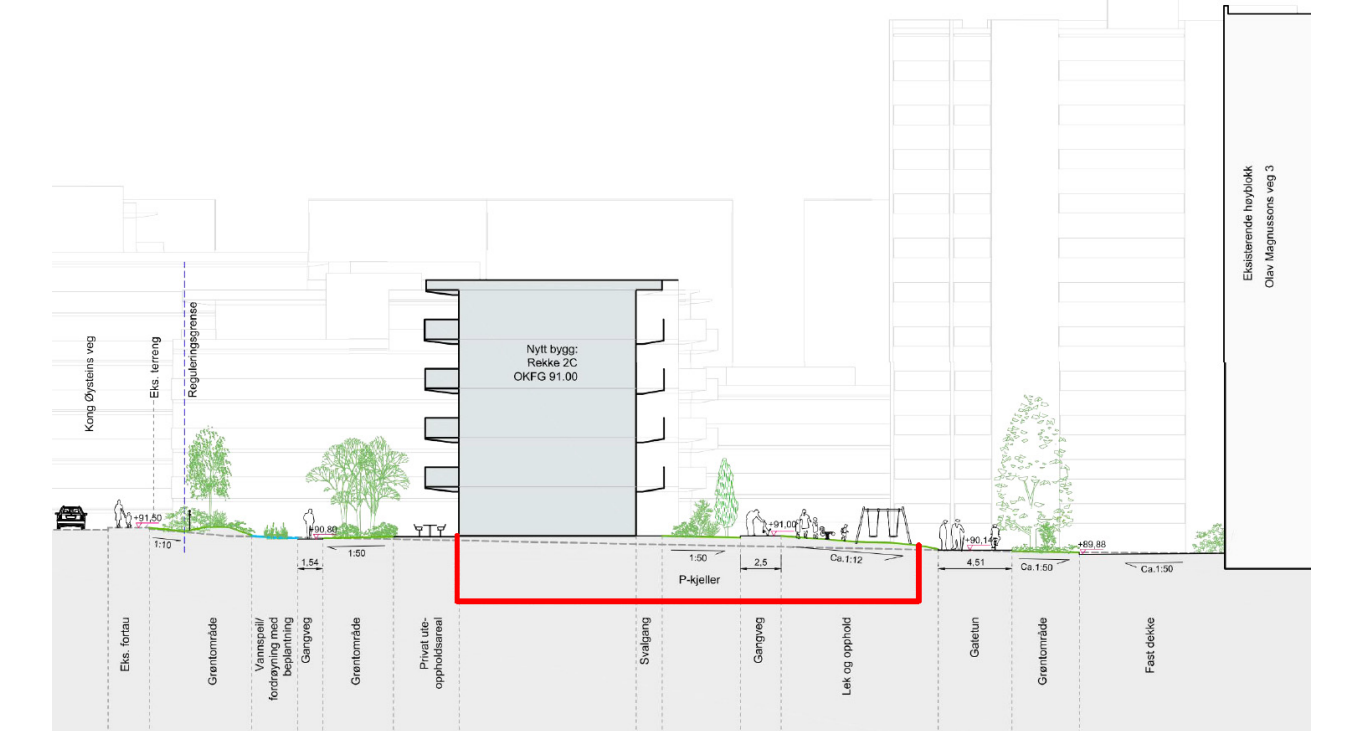 Kong Øysteins veg
Eks. terreng
Reguleringsgrense
Nytt bygg:
Rekke 2C
OKFG 91.00
Eksisterende høyblokk
Olav Magnussons veg 3
+91,50
+90.80
+91,00
+90,14
+89,88
1:10
1:50
1:50
Ca.1:12
Ca.1:50
Ca.1:50
1,54
2,5
4,51
P-kjeller
Eks. fortau
Grøntområde
Vannspeil/
fordrøyning med
beplantning
Gangveg
Grøntområde
Privat ute-
oppholdsareal
Svalgang
Gangveg
Lek og opphold
Gatetun
Grøntområde
Fast dekke